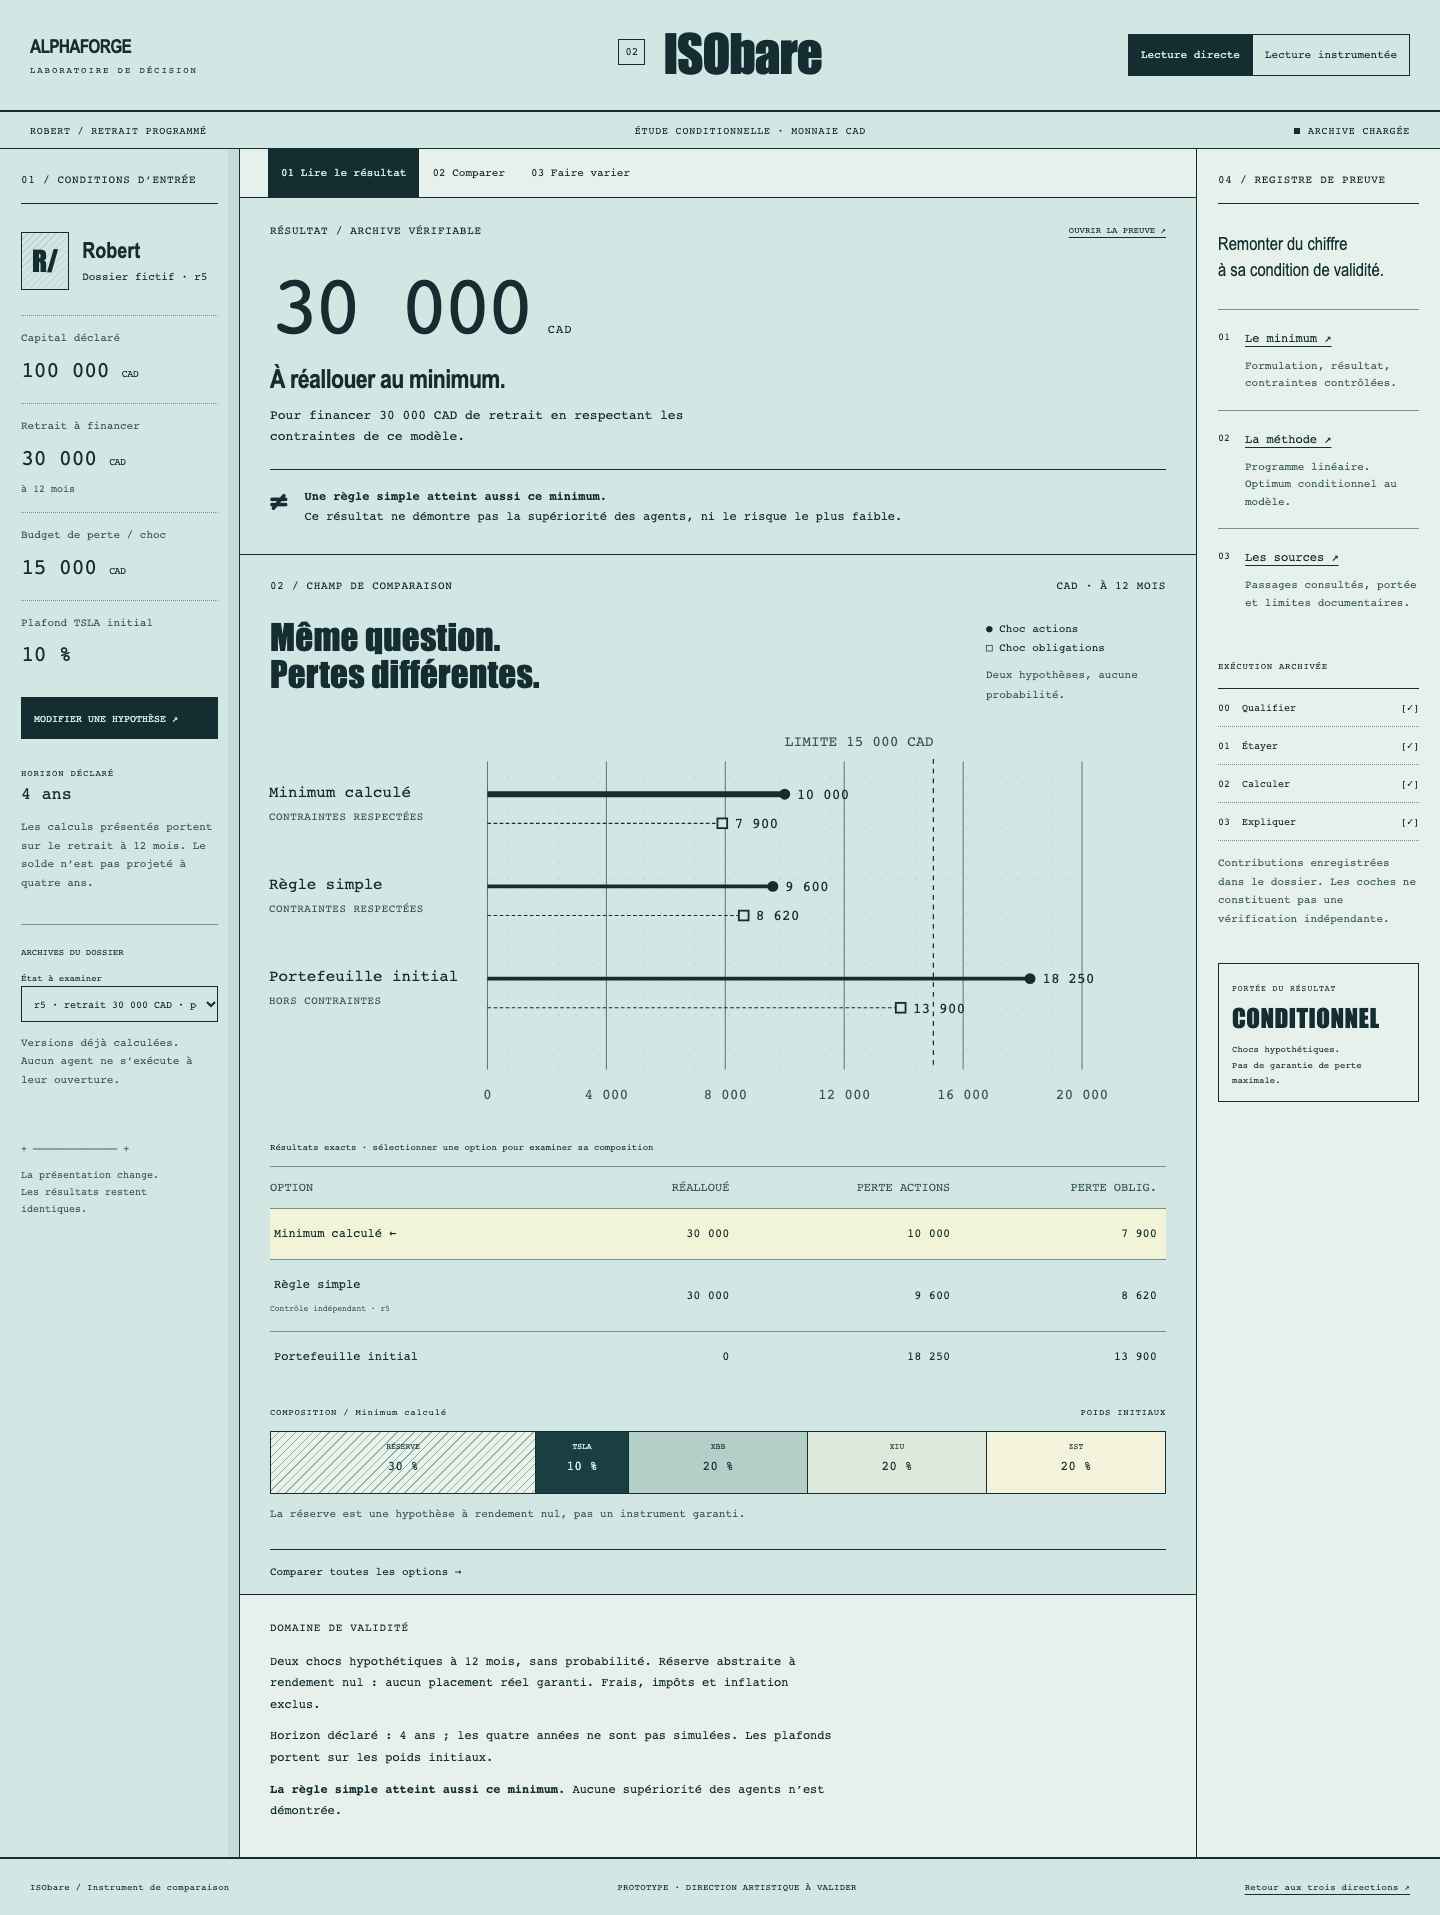 ALPHAFORGE
LABORATOIRE DE DÉCISION
02
ISObare
Lecture directe
Lecture instrumentée
ROBERT / RETRAIT PROGRAMMÉ
ÉTUDE CONDITIONNELLE · MONNAIE CAD
■ ARCHIVE CHARGÉE
01 / CONDITIONS D’ENTRÉE
R/
Robert
Dossier fictif · r5
Capital déclaré
100 000 CAD
Retrait à financer
30 000 CAD
à 12 mois
Budget de perte / choc
15 000 CAD
Plafond TSLA initial
10 %
MODIFIER UNE HYPOTHÈSE ↗
HORIZON DÉCLARÉ
4 ans
Les calculs présentés portent
sur le retrait à 12 mois. Le
solde n’est pas projeté à
quatre ans.
ARCHIVES DU DOSSIER
État à examiner
r5 · retrait 30 000 CAD · p
Versions déjà calculées.
Aucun agent ne s’exécute à
leur ouverture.
+ —————————————— +
La présentation change.
Les résultats restent
identiques.
01 Lire le résultat
02 Comparer
03 Faire varier
RÉSULTAT / ARCHIVE VÉRIFIABLE
OUVRIR LA PREUVE ↗
30 000 CAD
À réallouer au minimum.
Pour financer 30 000 CAD de retrait en respectant les
contraintes de ce modèle.
≠
Une règle simple atteint aussi ce minimum.
Ce résultat ne démontre pas la supériorité des agents, ni le risque le plus faible.
02 / CHAMP DE COMPARAISON
CAD · À 12 MOIS
Même question.
Pertes différentes.
● Choc actions
□ Choc obligations
Deux hypothèses, aucune
probabilité.
LIMITE 15 000 CAD
Minimum calculé
CONTRAINTES RESPECTÉES
10 000
7 900
Règle simple
CONTRAINTES RESPECTÉES
9 600
8 620
Portefeuille initial
HORS CONTRAINTES
18 250
13 900
0
4 000
8 000
12 000
16 000
20 000
Résultats exacts · sélectionner une option pour examiner sa composition
OPTION RÉALLOUÉ PERTE ACTIONS PERTE OBLIG.
Minimum calculé ← 30 000 10 000 7 900
Règle simple 30 000 9 600 8 620
Contrôle indépendant · r5
Portefeuille initial 0 18 250 13 900
COMPOSITION / Minimum calculé
POIDS INITIAUX
RÉSERVE
30 %
TSLA
10 %
XBB
20 %
XIU
20 %
ZST
20 %
La réserve est une hypothèse à rendement nul, pas un instrument garanti.
Comparer toutes les options →
DOMAINE DE VALIDITÉ
Deux chocs hypothétiques à 12 mois, sans probabilité. Réserve abstraite à
rendement nul : aucun placement réel garanti. Frais, impôts et inflation
exclus.
Horizon déclaré : 4 ans ; les quatre années ne sont pas simulées. Les plafonds
portent sur les poids initiaux.
La règle simple atteint aussi ce minimum. Aucune supériorité des agents n’est
démontrée.
04 / REGISTRE DE PREUVE
Remonter du chiffre
à sa condition de validité.
01 Le minimum ↗
Formulation, résultat,
contraintes contrôlées.
02 La méthode ↗
Programme linéaire.
Optimum conditionnel au
modèle.
03 Les sources ↗
Passages consultés, portée
et limites documentaires.
EXÉCUTION ARCHIVÉE
00 Qualifier [✓]
01 Étayer [✓]
02 Calculer [✓]
03 Expliquer [✓]
Contributions enregistrées
dans le dossier. Les coches ne
constituent pas une
vérification indépendante.
PORTÉE DU RÉSULTAT
CONDITIONNEL
Chocs hypothétiques.
Pas de garantie de perte
maximale.
ISObare / Instrument de comparaison
PROTOTYPE · DIRECTION ARTISTIQUE À VALIDER
Retour aux trois directions ↗